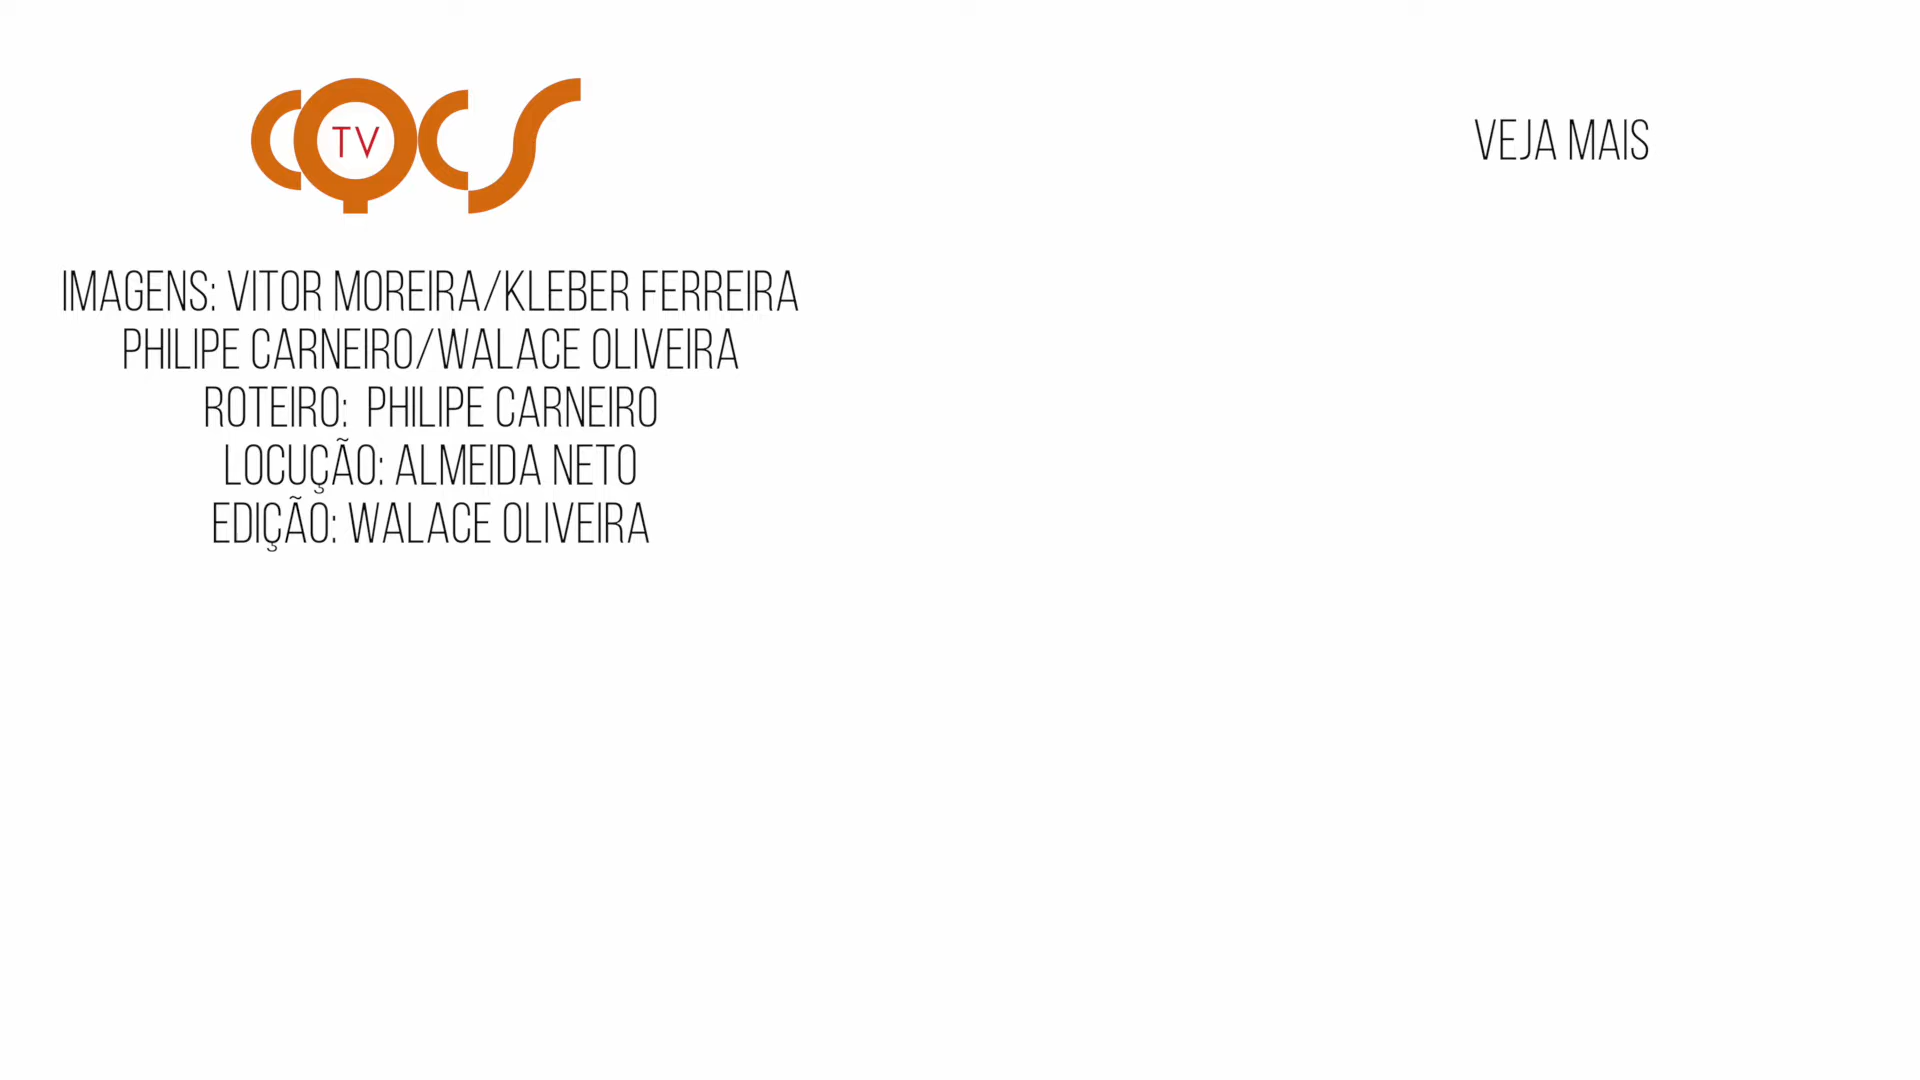 CQCS
TV
VEJA MAIS
IMAGENS: VITOR MOREIRA/KLEBER FERREIRA
PHILIPE CARNEIRO/WALACE OLIVEIRA
ROTEIRO: PHILIPE CARNEIRO
LOCUÇÃO: ALMEIDA NETO
EDIÇÃO: WALACE OLIVEIRA